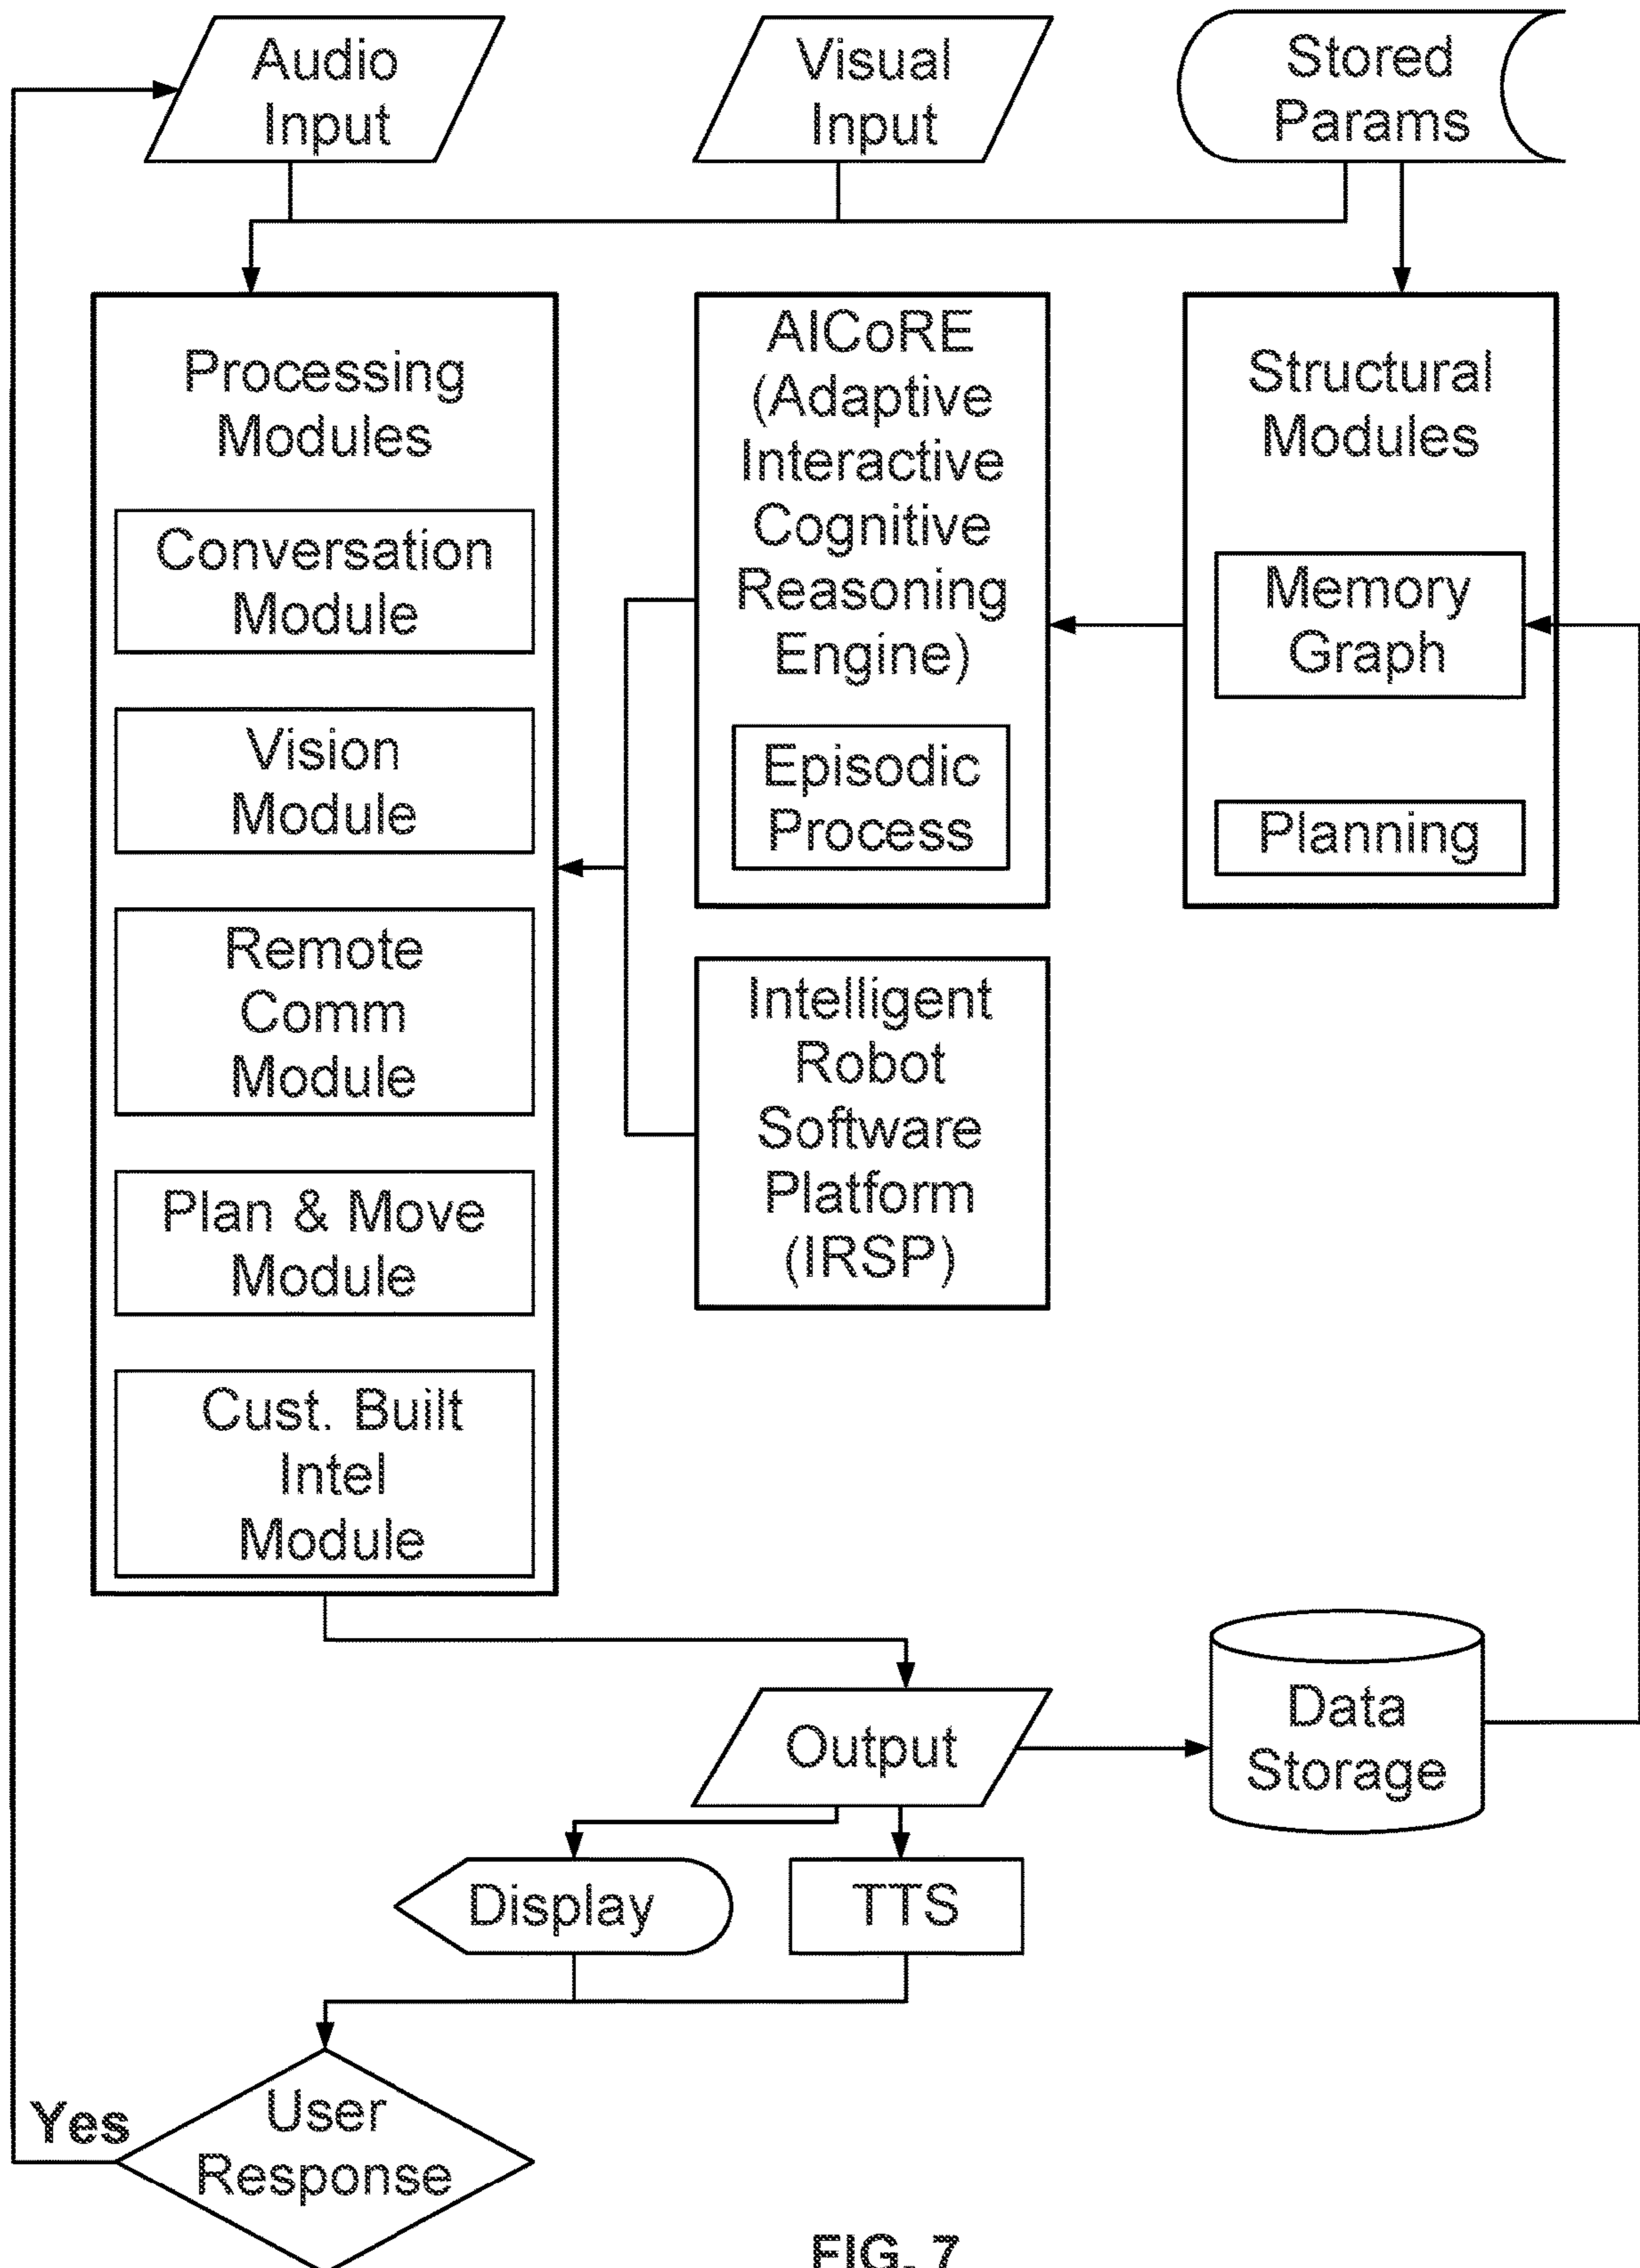 Audio
Input
Visual
Input
Stored
Params
Processing
Modules
Conversation
Module
Vision
Module
Remote
Comm
Module
Plan & Move
Module
Cust. Built
Intel
Module
AICoRE
(Adaptive
Interactive
Cognitive
Reasoning
Engine)
Episodic
Process
Intelligent
Robot
Software
Platform
(IRSP)
Structural
Modules
Memory
Graph
Planning
Output
Data
Storage
Display
TTS
User
Response
Yes
FIG. 7